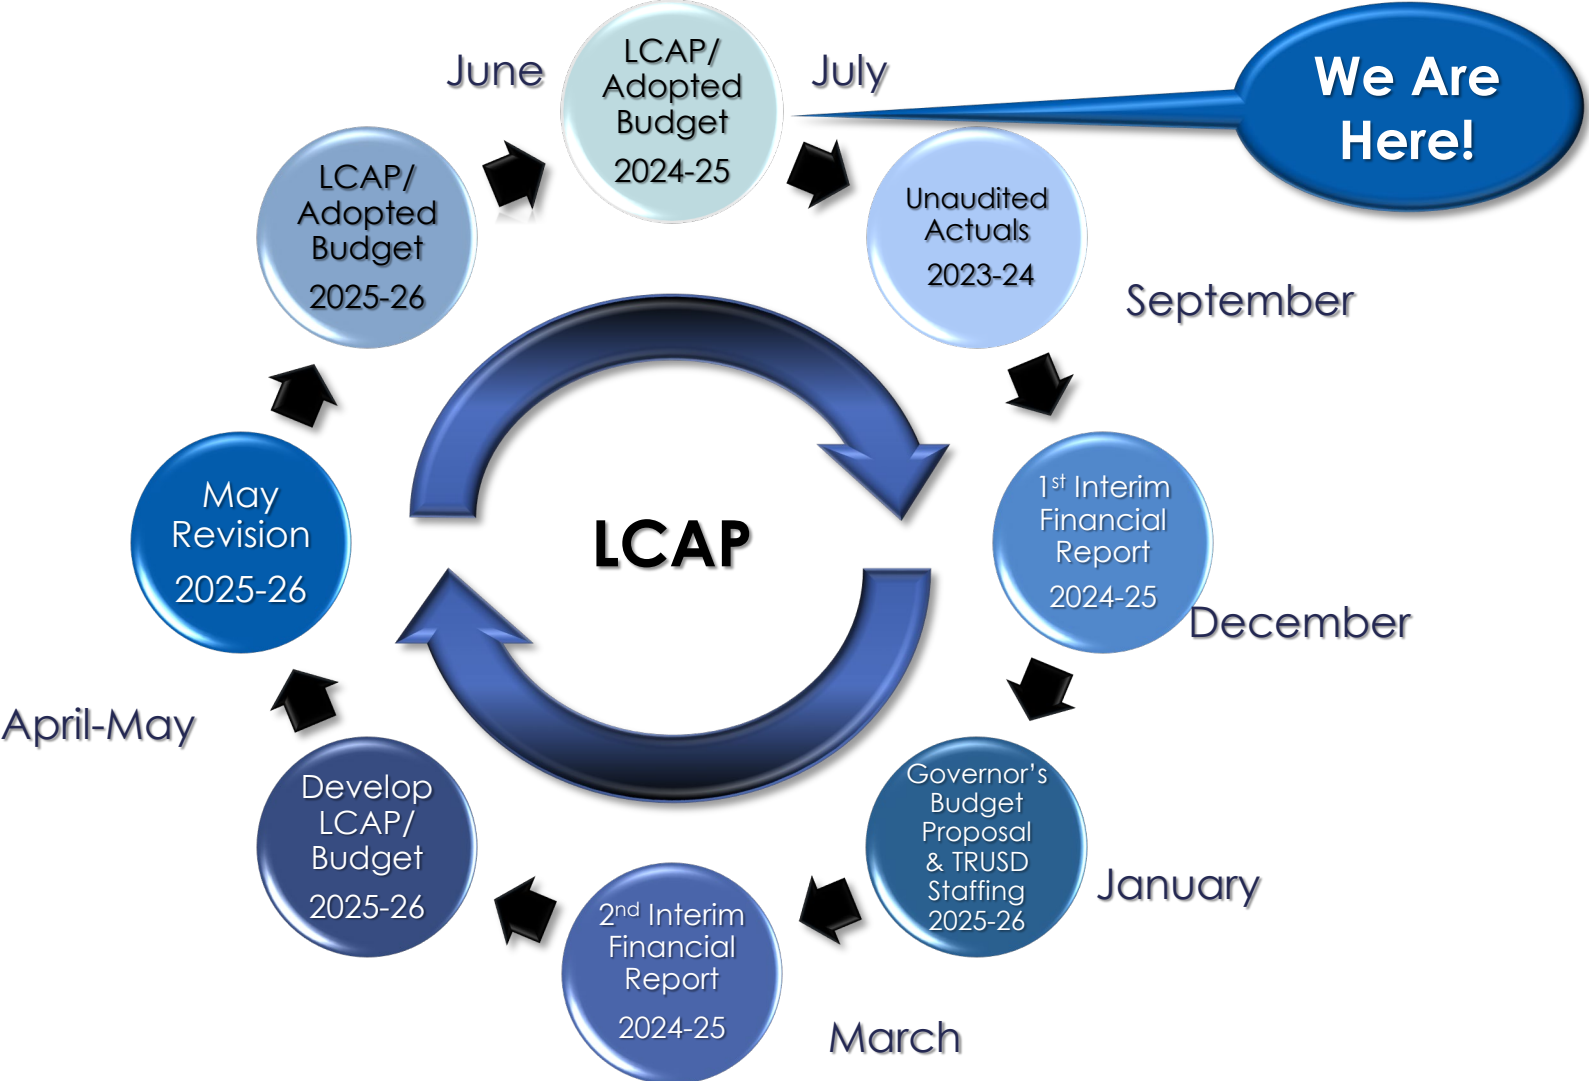 June
LCAP/
Adopted
Budget
2024-25
July
We Are
Here!
Unaudited
Actuals
2023-24
September
1st Interim
Financial
Report
2024-25
December
Governor's
Budget
Proposal
& TRUSD
Staffing
2025-26
January
2nd Interim
Financial
Report
2024-25
March
Develop
LCAP/
Budget
2025-26
April-May
May
Revision
2025-26
LCAP/
Adopted
Budget
2025-26
LCAP